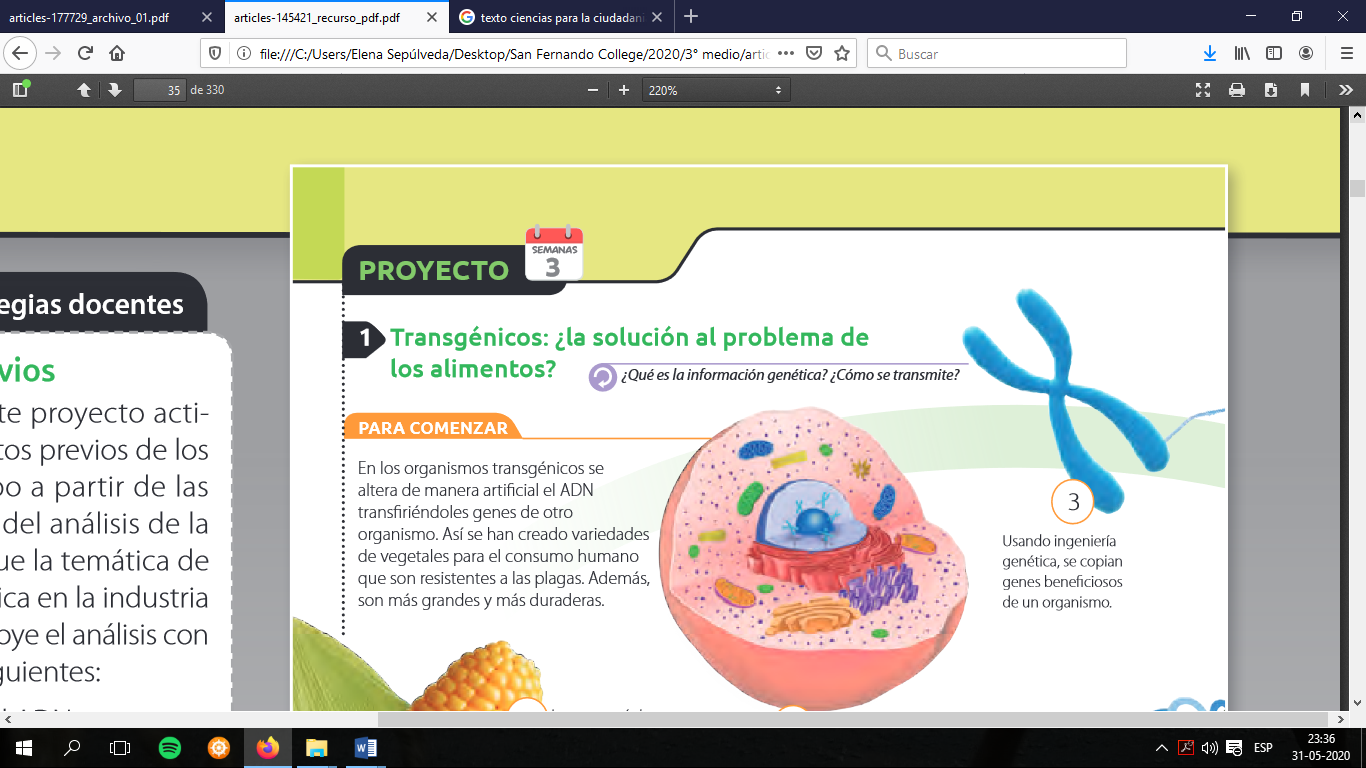 articles-177729_archivo_01.pdf
articles-145421_recurso_pdf.pdf
texto ciencias para la ciudadaní
file:///C:/Users/Elena Sepúlveda/Desktop/San Fernando College/2020/3° medio/artic
Buscar
35 de 330
220%
PROYECTO
SEMANAS
3
egias docentes
1 Transgénicos: ¿la solución al problema de
los alimentos?
¿Qué es la información genética? ¿Cómo se transmite?
vios
te proyecto acti-
tos previos de los
po a partir de las
del análisis de la
ue la temática de
ica en la industria
oye el análisis con
guientes:
PARA COMENZAR
En los organismos transgénicos se
altera de manera artificial el ADN
transfiriéndoles genes de otro
organismo. Así se han creado variedades
de vegetales para el consumo humano
que son resistentes a las plagas. Además,
son más grandes y más duraderas.
3
Usando ingeniería
genética, se copian
genes beneficiosos
de un organismo.
ESP
23:36
31-05-2020